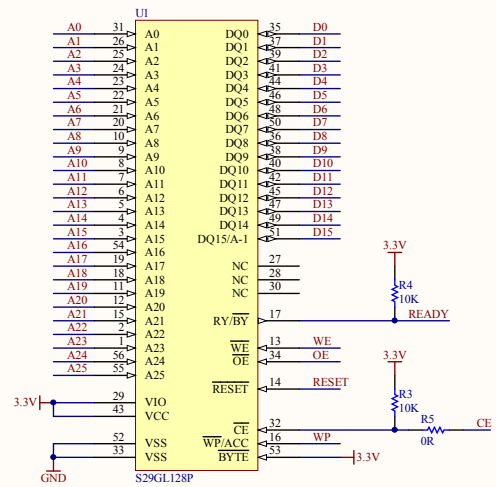 U1
A0 31 A0 DQ0 35 D0
A1 26 A1 DQ1 37 D1
A2 25 A2 DQ2 39 D2
A3 24 A3 DQ3 41 D3
A4 23 A4 DQ4 44 D4
A5 22 A5 DQ5 46 D5
A6 21 A6 DQ6 48 D6
A7 20 A7 DQ7 50 D7
A8 10 A8 DQ8 36 D8
A9 9 A9 DQ9 38 D9
A10 8 A10 DQ10 40 D10
A11 7 A11 DQ11 42 D11
A12 6 A12 DQ12 45 D12
A13 5 A13 DQ13 47 D13
A14 4 A14 DQ14 49 D14
A15 3 A15 DQ15/A-1 51 D15
A16 54 A16
A17 19 A17 NC 27
A18 18 A18 NC 28
A19 11 A19 NC 30
A20 12 A20
A21 15 A21 RY/BY 17 READY
A22 2 A22
A23 1 A23 WE 13 WE
A24 56 A24 OE 34 OE
A25 55 A25
RESET 14 RESET
3.3V 29 VIO
43 VCC
CE 32
52 VSS WP/ACC 16 WP
33 VSS BYTE 53 3.3V
GND
S29GL128P
3.3V
R4
10K
3.3V
R3
10K
R5
0R
CE